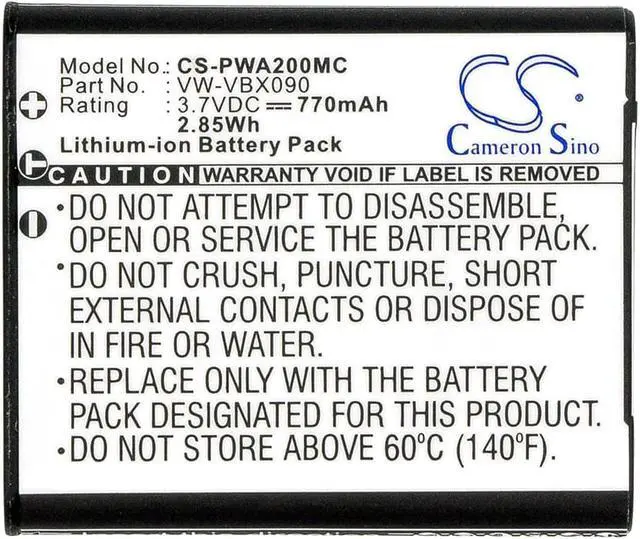 Model No.: CS-PWA200MC
Part No. : VW-VBX090
Rating : 3.7VDC 770mAh
2.85Wh
Lithium-ion Battery Pack
CS
Cameron Sino
CAUTION WARRANTY VOID IF LABEL IS REMOVED
•DO NOT ATTEMPT TO DISASSEMBLE,
OPEN OR SERVICE THE BATTERY PACK.
•DO NOT CRUSH, PUNCTURE, SHORT
EXTERNAL CONTACTS OR DISPOSE OF
IN FIRE OR WATER.
•REPLACE ONLY WITH THE BATTERY
PACK DESIGNATED FOR THIS PRODUCT.
•DO NOT STORE ABOVE 60°C (140°F).